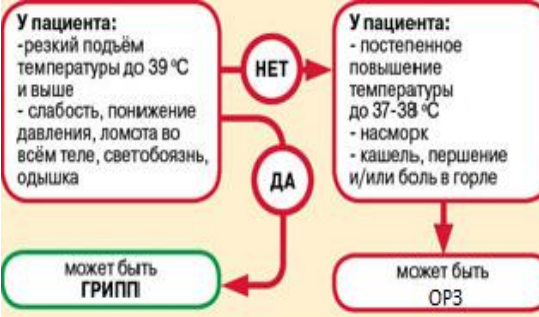 У пациента:
-резкий подъём
температуры до 39 °С
и выше
- слабость, понижение
давления, ломота во
всём теле, светобоязнь,
одышка
НЕТ
ДА
У пациента:
- постепенное
повышение
температуры
до 37-38 °С
- насморк
- кашель, першение
и/или боль в горле
может быть
ГРИПП
может быть
ОРЗ